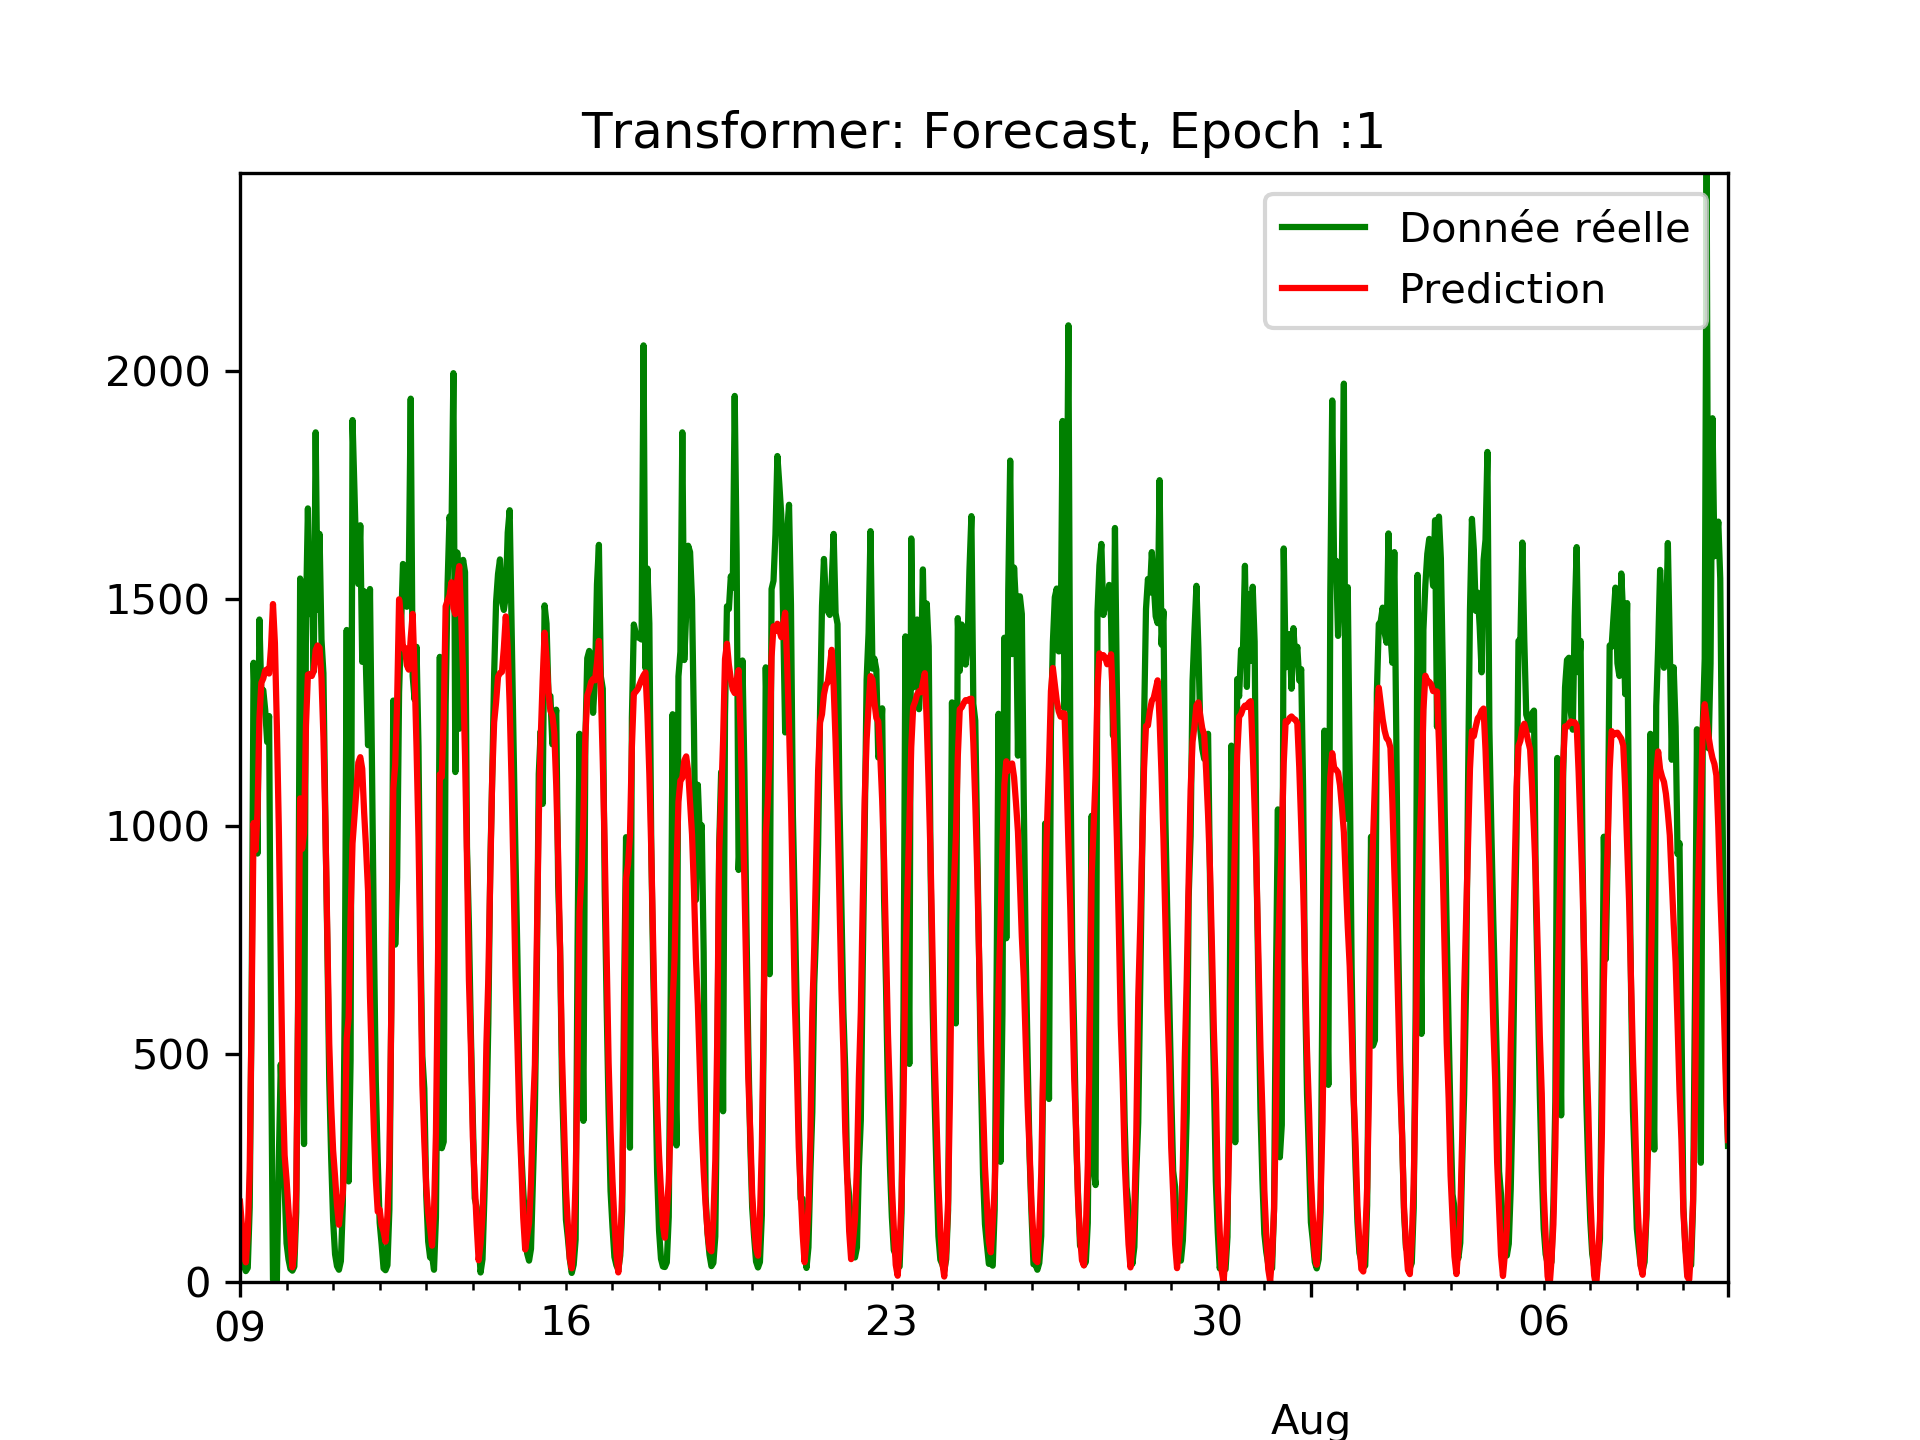 Transformer: Forecast, Epoch :1
Donnée réelle
Prediction
2000
1500
1000
500
0
09 16 23 30 06
Aug